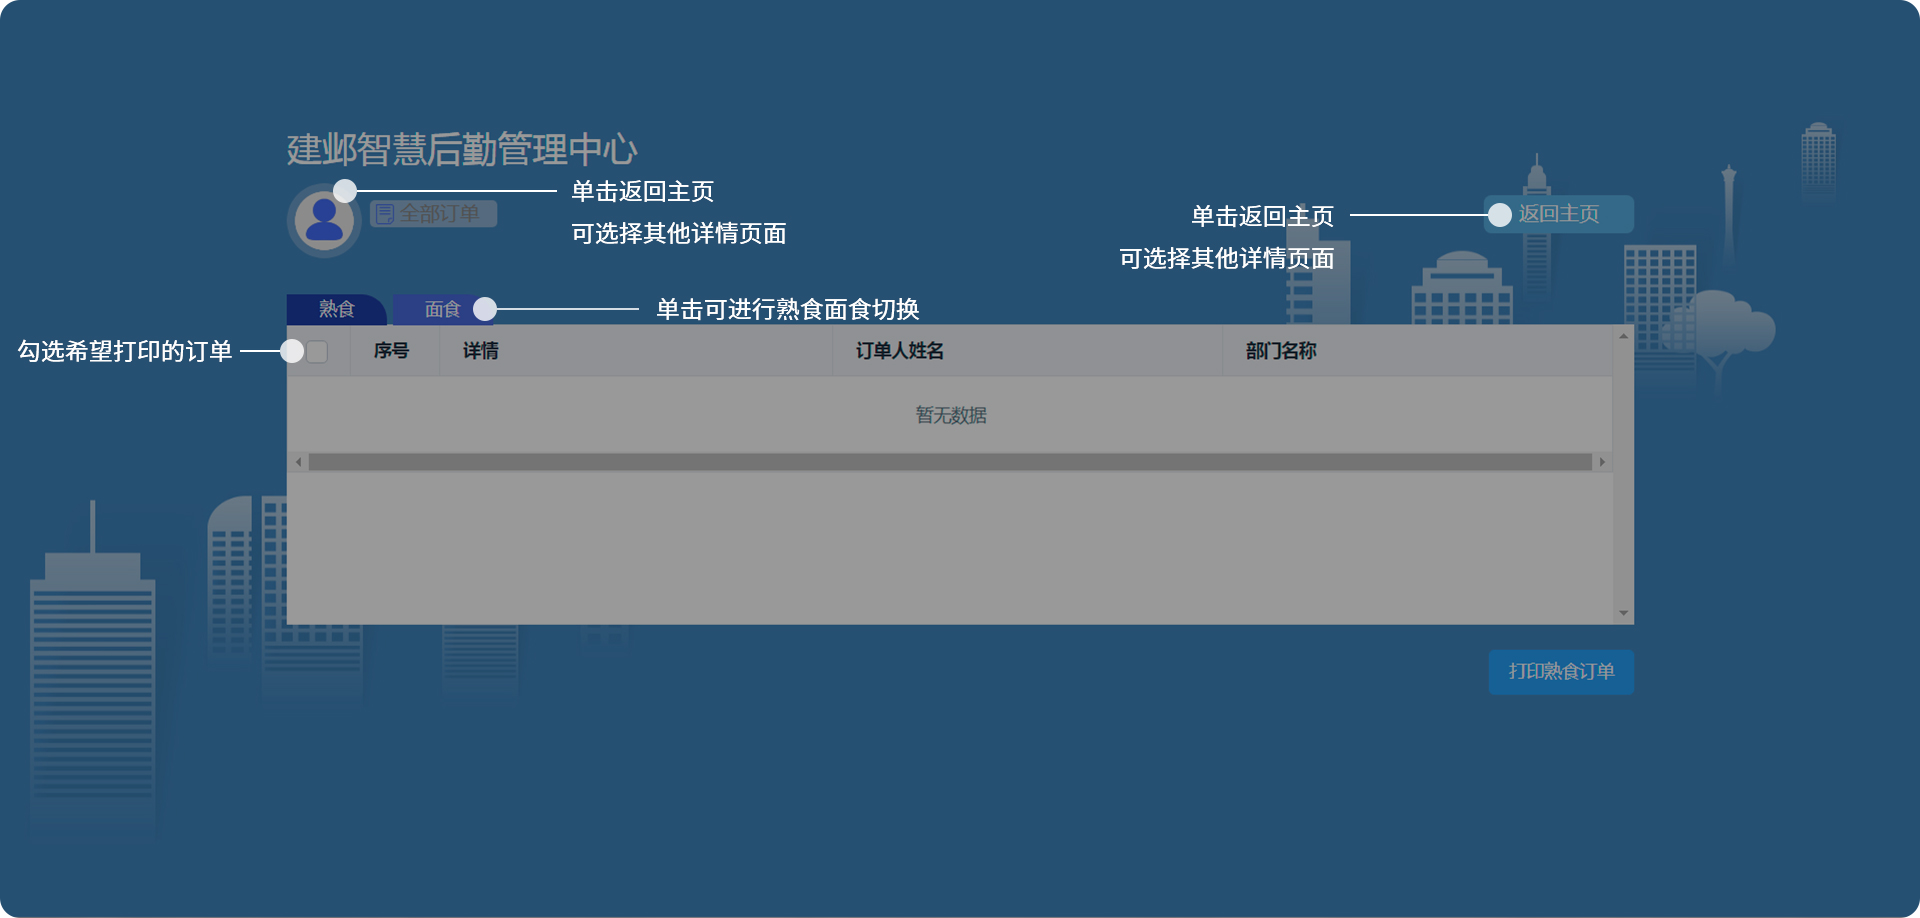 建邺智慧后勤管理中心
单击返回主页
可选择其他详情页面
全部订单
单击返回主页
可选择其他详情页面
返回主页
熟食
面食
单击可进行熟食面食切换
勾选希望打印的订单
序号
详情
订单人姓名
部门名称
暂无数据
打印熟食订单